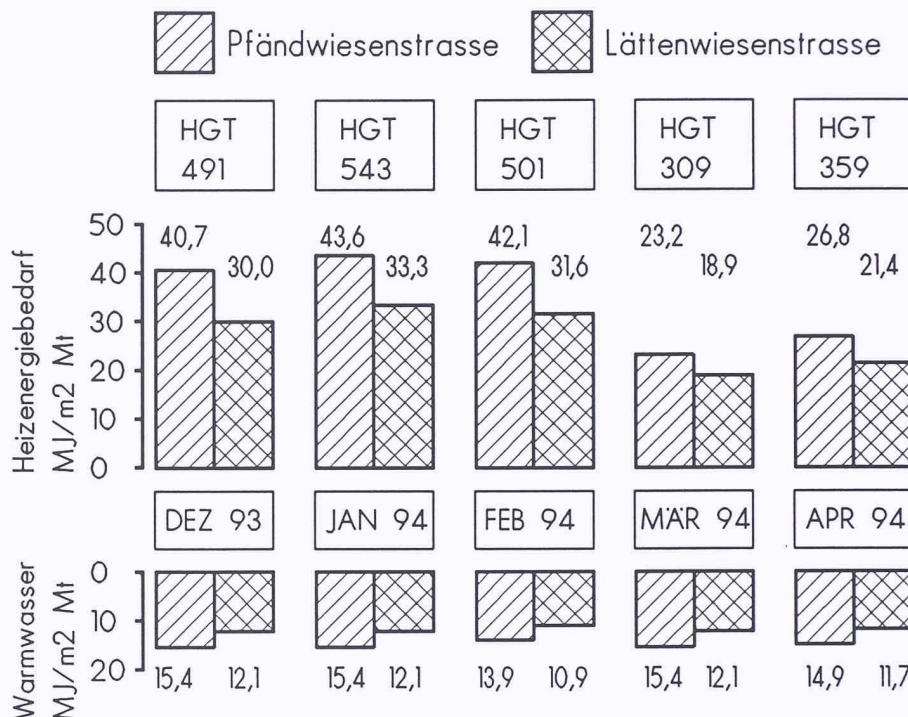 Pfändwiesenstrasse Lättenwiesenstrasse
HGT HGT HGT HGT HGT
491 543 501 309 359
Heizenergiebedarf
MJ/m2 Mt
50
40
30
20
10
0
40,7 30,0 43,6 33,3 42,1 31,6 23,2 18,9 26,8 21,4
DEZ 93 JAN 94 FEB 94 MÄR 94 APR 94
Warmwasser
MJ/m2 Mt
0
10
20
15,4 12,1 15,4 12,1 13,9 10,9 15,4 12,1 14,9 11,7